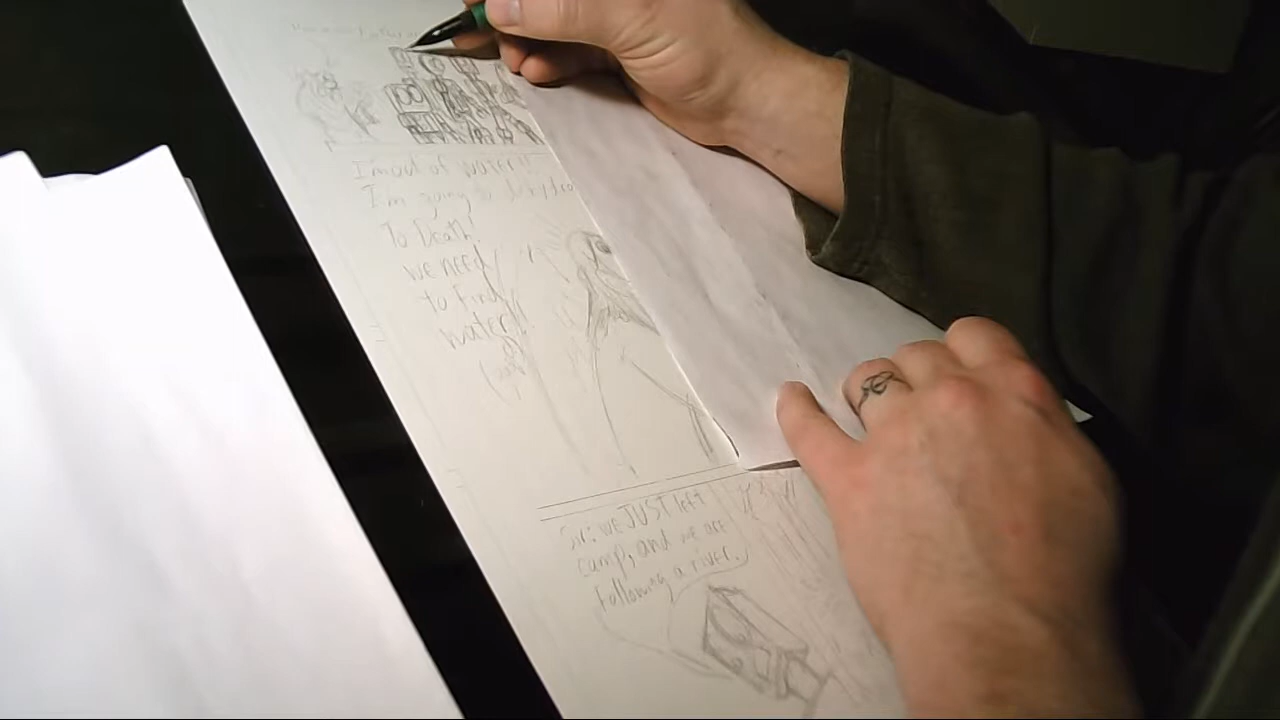 I'm out of water!!
I'm going to
To Death!
we need
to find
water!!
Sir: we JUST left
camp, and we are
following a river.